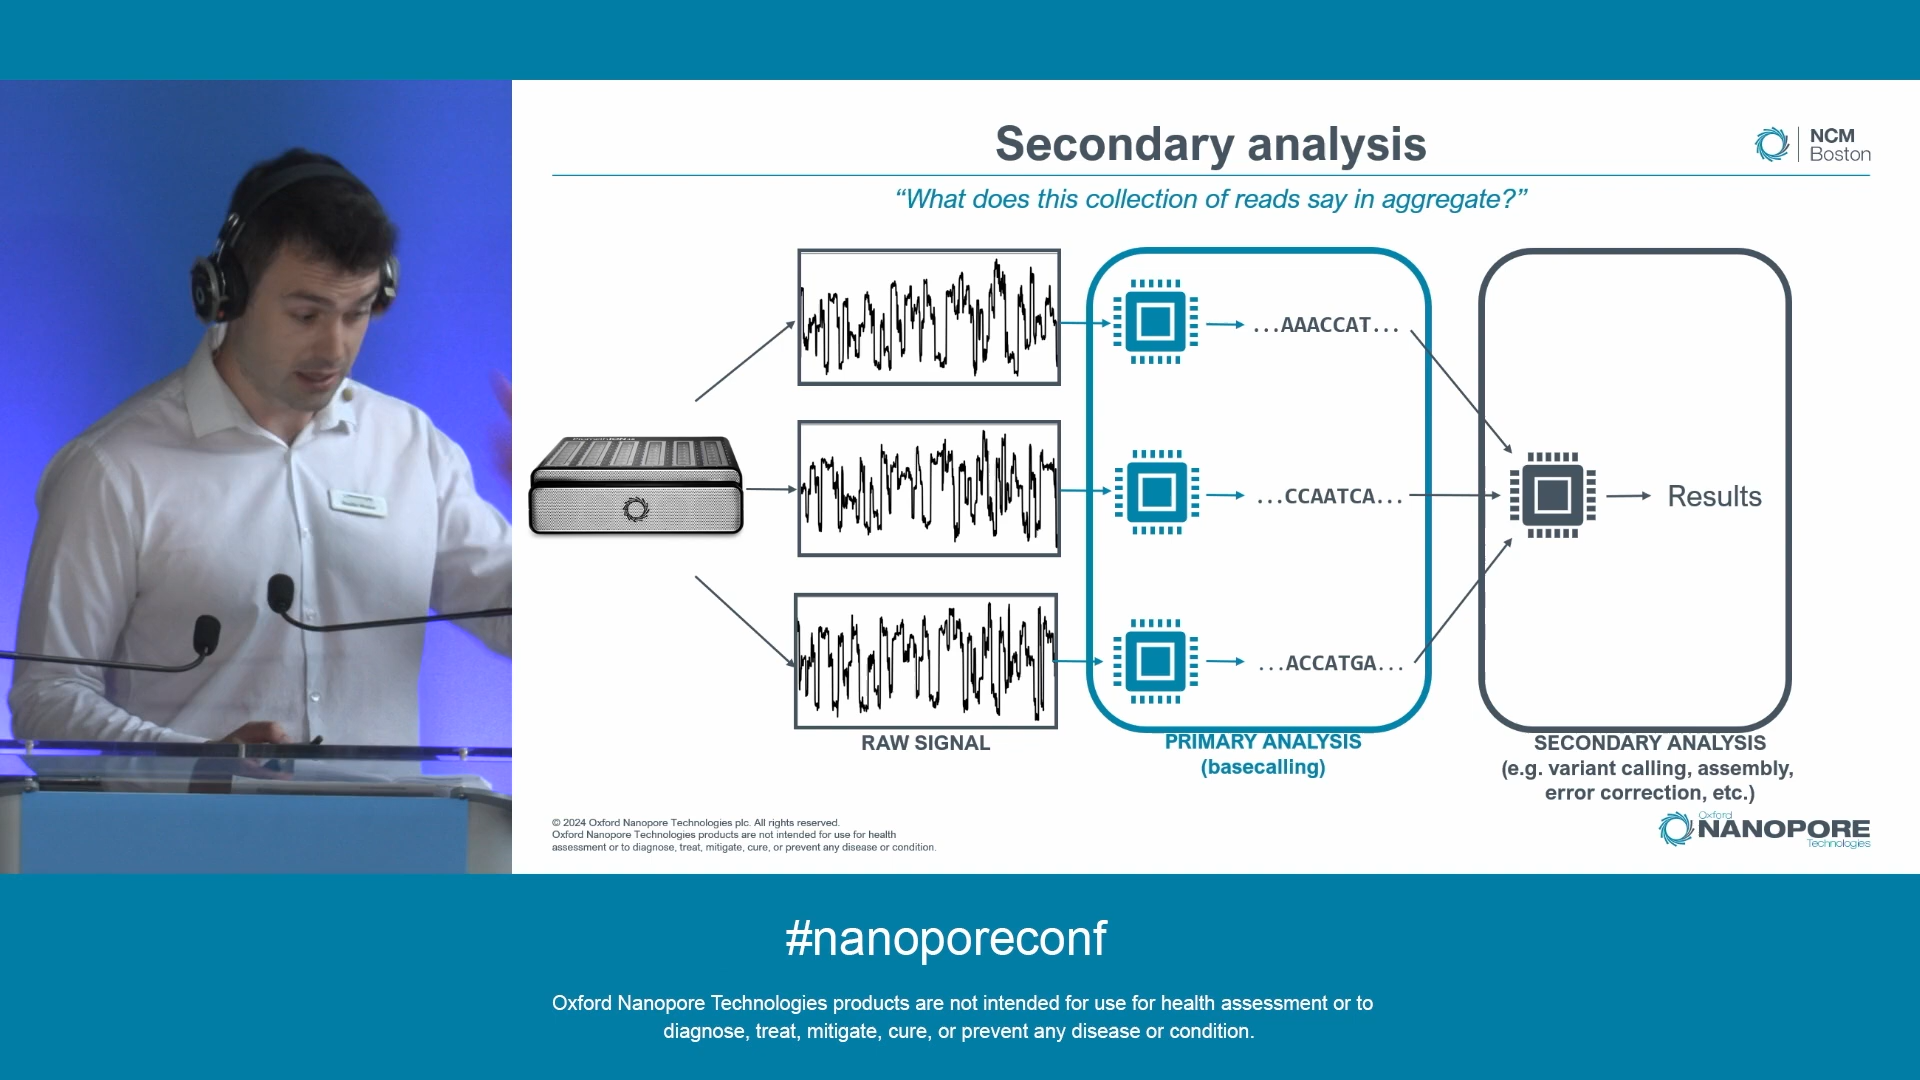 Secondary analysis
NCM
Boston
“What does this collection of reads say in aggregate?”
...AAACCAT...
...CCAATCA...
Results
...ACCATGA...
RAW SIGNAL
PRIMARY ANALYSIS
(basecalling)
SECONDARY ANALYSIS
(e.g. variant calling, assembly,
error correction, etc.)
© 2024 Oxford Nanopore Technologies plc. All rights reserved.
Oxford Nanopore Technologies products are not intended for use for health
assessment or to diagnose, treat, mitigate, cure, or prevent any disease or condition.
Oxford
NANOPORE
Technologies
#nanoporeconf
Oxford Nanopore Technologies products are not intended for use for health assessment or to
diagnose, treat, mitigate, cure, or prevent any disease or condition.